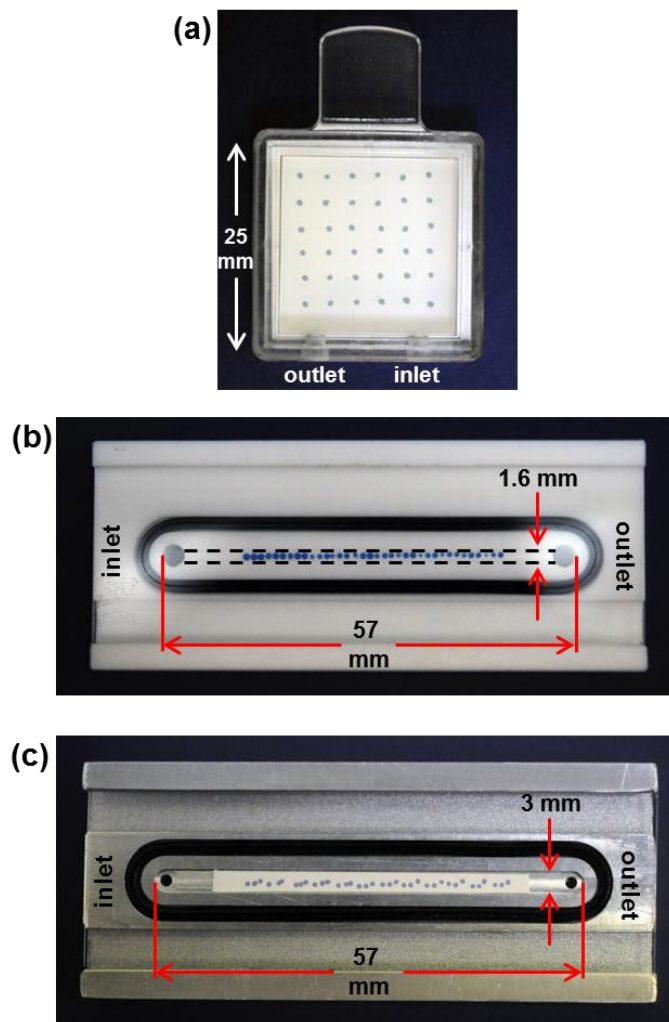 (a)
25
mm
outlet inlet
(b)
1.6 mm
inlet
outlet
57
mm
(c)
3 mm
inlet
outlet
57
mm